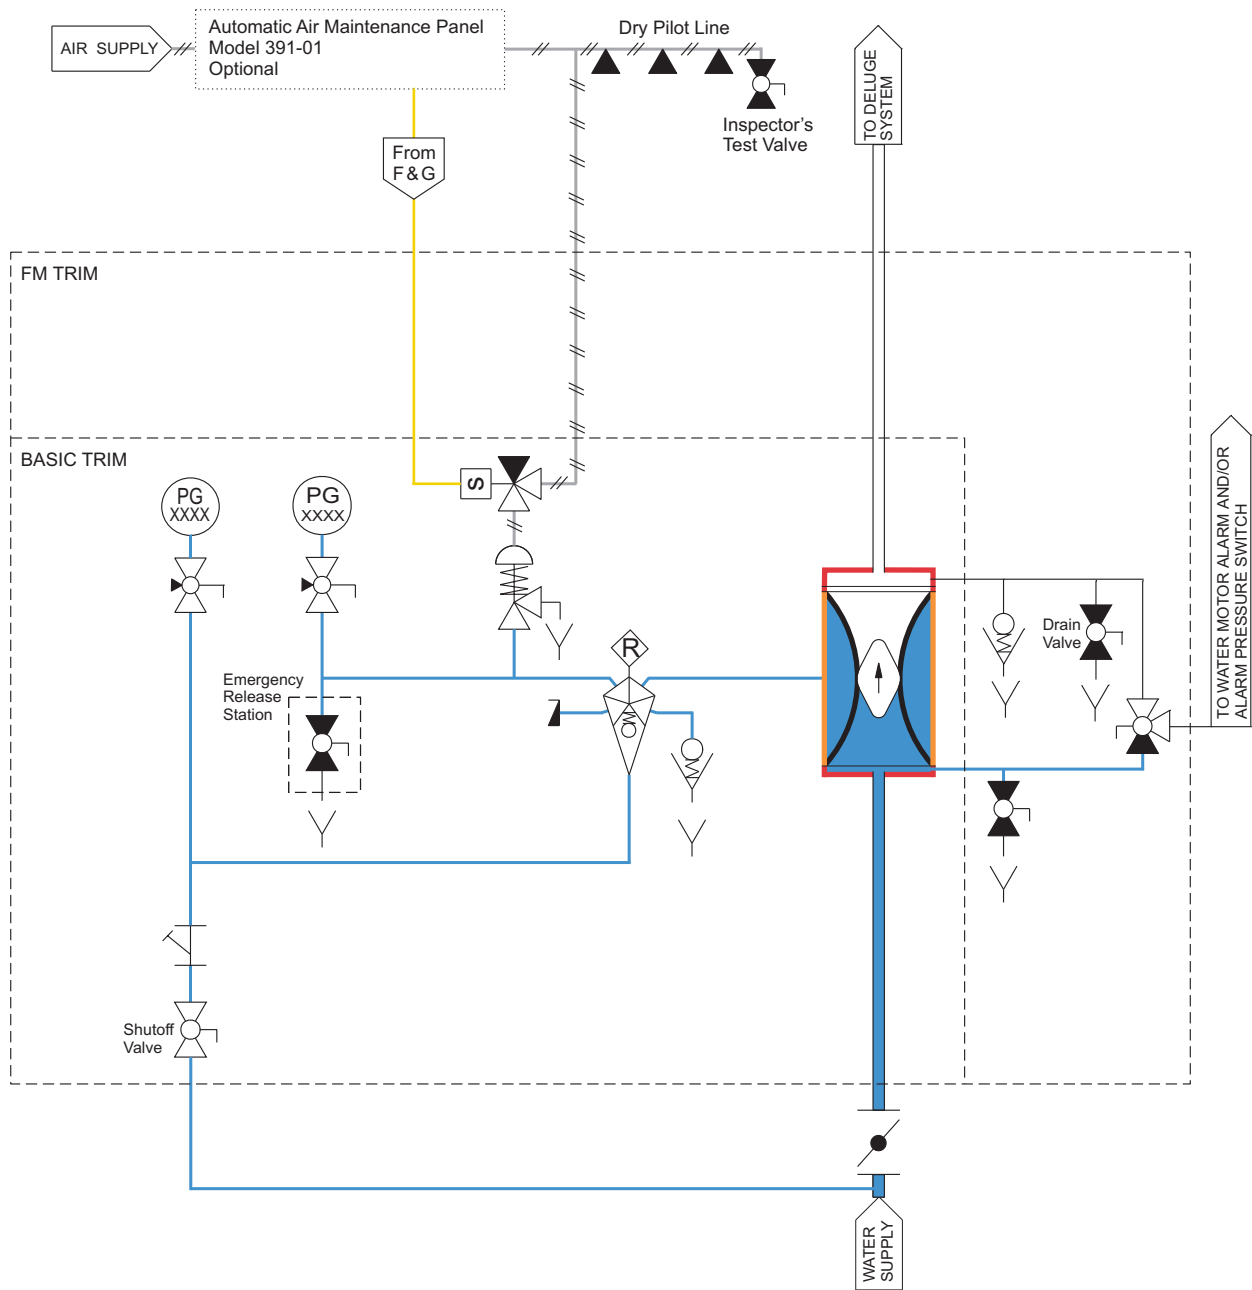 AIR SUPPLY
Automatic Air Maintenance Panel
Model 391-01
Optional
Dry Pilot Line
Inspector's
Test Valve
TO DELUGE
SYSTEM
From
F & G
FM TRIM
BASIC TRIM
PG
XXXX
PG
XXXX
S
R
Emergency
Release
Station
Drain
Valve
TO WATER MOTOR ALARM AND/OR
ALARM PRESSURE SWITCH
Shutoff
Valve
WATER
SUPPLY